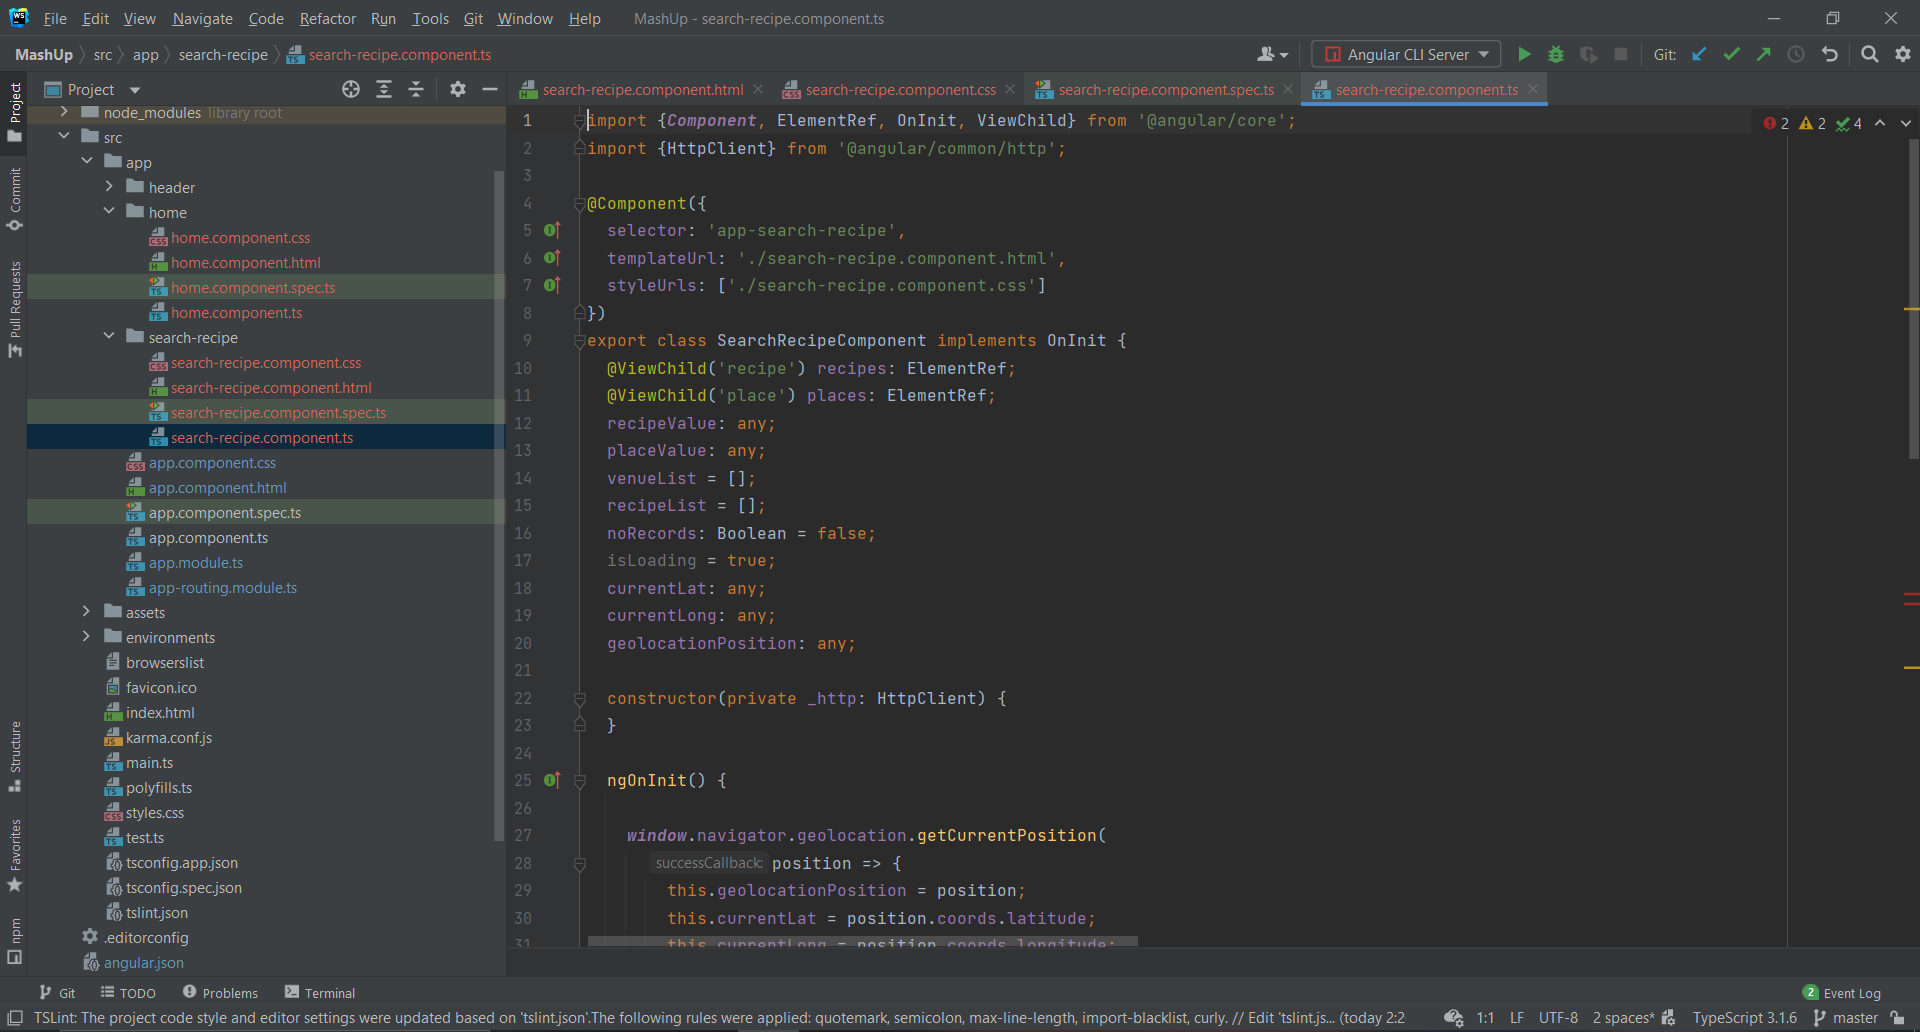 File Edit View Navigate Code Refactor Run Tools Git Window Help MashUp - search-recipe.component.ts
MashUp src app search-recipe search-recipe.component.ts Angular CLI Server Git:
Project
Commit
Pull Requests
Structure
Favorites
npm
Project
node_modules library root
src
app
header
home
home.component.css
home.component.html
home.component.spec.ts
home.component.ts
search-recipe
search-recipe.component.css
search-recipe.component.html
search-recipe.component.spec.ts
search-recipe.component.ts
app.component.css
app.component.html
app.component.spec.ts
app.component.ts
app.module.ts
app-routing.module.ts
assets
environments
browserslist
favicon.ico
index.html
karma.conf.js
main.ts
polyfills.ts
styles.css
test.ts
tsconfig.app.json
tsconfig.spec.json
tslint.json
.editorconfig
angular.json
search-recipe.component.html search-recipe.component.css search-recipe.component.spec.ts search-recipe.component.ts
2 2 4
1 import {Component, ElementRef, OnInit, ViewChild} from '@angular/core';
2 import {HttpClient} from '@angular/common/http';
3
4 @Component({
5 selector: 'app-search-recipe',
6 templateUrl: './search-recipe.component.html',
7 styleUrls: ['./search-recipe.component.css']
8 })
9 export class SearchRecipeComponent implements OnInit {
10 @ViewChild('recipe') recipes: ElementRef;
11 @ViewChild('place') places: ElementRef;
12 recipeValue: any;
13 placeValue: any;
14 venueList = [];
15 recipeList = [];
16 noRecords: Boolean = false;
17 isLoading = true;
18 currentLat: any;
19 currentLong: any;
20 geolocationPosition: any;
21
22 constructor(private _http: HttpClient) {
23 }
24
25 ngOnInit() {
26
27 window.navigator.geolocation.getCurrentPosition(
28 successCallback: position => {
29 this.geolocationPosition = position;
30 this.currentLat = position.coords.latitude;
31 this.currentLong = position.coords.longitude;
Git TODO Problems Terminal 2 Event Log
TSLint: The project code style and editor settings were updated based on 'tslint.json'.The following rules were applied: quotemark, semicolon, max-line-length, import-blacklist, curly. // Edit 'tslint.js... (today 2:2 1:1 LF UTF-8 2 spaces* TypeScript 3.1.6 master